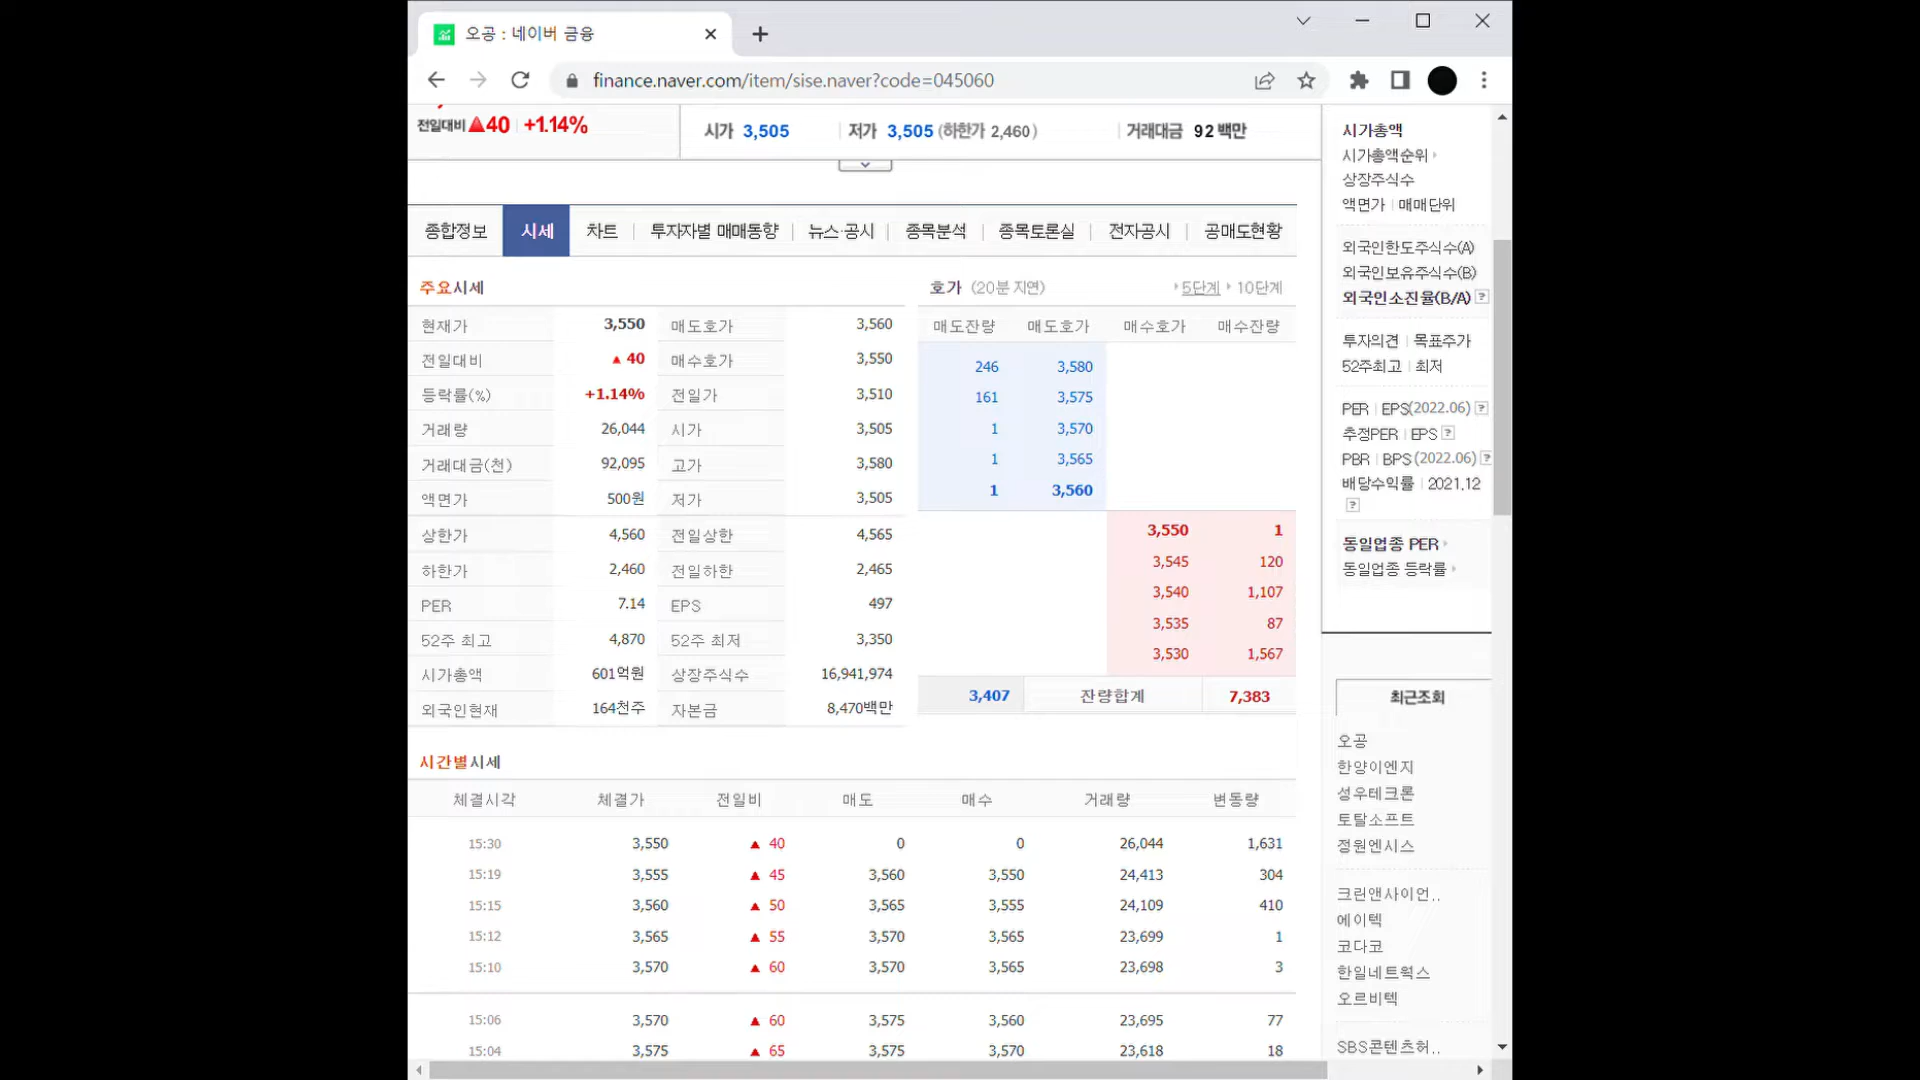 오공 : 네이버 금융
finance.naver.com/item/sise.naver?code=045060
전일대비 ▲40 +1.14%
시가 3,505 저가 3,505 (하한가 2,460) 거래대금 92 백만
종합정보 시세 차트 투자자별 매매동향 뉴스·공시 종목분석 종목토론실 전자공시 공매도현황
주요시세
현재가 3,550 매도호가 3,560
전일대비 ▲ 40 매수호가 3,550
등락률(%) +1.14% 전일가 3,510
거래량 26,044 시가 3,505
거래대금(천) 92,095 고가 3,580
액면가 500원 저가 3,505
상한가 4,560 전일상한 4,565
하한가 2,460 전일하한 2,465
PER 7.14 EPS 497
52주 최고 4,870 52주 최저 3,350
시가총액 601억원 상장주식수 16,941,974
외국인현재 164천주 자본금 8,470백만
호가 (20분 지연) 5단계 10단계
매도잔량 매도호가 매수호가 매수잔량
246 3,580
161 3,575
1 3,570
1 3,565
1 3,560
3,550 1
3,545 120
3,540 1,107
3,535 87
3,530 1,567
3,407 잔량합계 7,383
시간별시세
체결시각 체결가 전일비 매도 매수 거래량 변동량
15:30 3,550 ▲ 40 0 0 26,044 1,631
15:19 3,555 ▲ 45 3,560 3,550 24,413 304
15:15 3,560 ▲ 50 3,565 3,555 24,109 410
15:12 3,565 ▲ 55 3,570 3,565 23,699 1
15:10 3,570 ▲ 60 3,570 3,565 23,698 3
15:06 3,570 ▲ 60 3,575 3,560 23,695 77
15:04 3,575 ▲ 65 3,575 3,570 23,618 18
시가총액
시가총액순위
상장주식수
액면가 매매단위
외국인한도주식수(A)
외국인보유주식수(B)
외국인소진율(B/A) ?
투자의견 목표주가
52주최고 최저
PER EPS(2022.06) ?
추정PER EPS ?
PBR BPS (2022.06) ?
배당수익률 2021.12
?
동일업종 PER
동일업종 등락률
최근조회
오공
한양이엔지
성우테크론
토탈소프트
정원엔시스
크린앤사이언..
에이텍
코다코
한일네트웍스
오르비텍
SBS콘텐츠허..